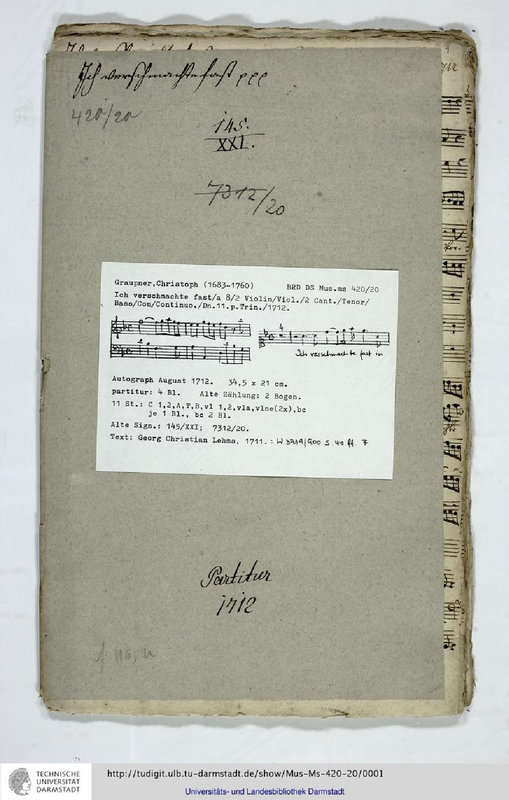 Ich verschmachte fast
420/20
145.
XXI.
7312/20
Graupner, Christoph (1683-1760) BRD DS Mus.ms 420/20
Ich verschmachte fast/a 8/2 Violin/Viol./2 Cant./Tenor/
Bass/Con/Continuo./Dn.11.p.Trin./1712.
Ich verschmachte fast in
Autograph August 1712. 34,5 x 21 cm.
partitur: 4 Bl. Alte Zählung: 2 Bogen.
11 St.: C 1,2,A,T,B,vl 1,2,vla,vlne(2x),bc
je 1 Bl., bc 2 Bl.
Alte Sign.: 145/XXI; 7312/20.
Text: Georg Christian Lehms, 1711.
Partitur
1712
TECHNISCHE
UNIVERSITÄT
DARMSTADT
http://tudigit.ulb.tu-darmstadt.de/show/Mus-Ms-420-20/0001
Universitäts- und Landesbibliothek Darmstadt